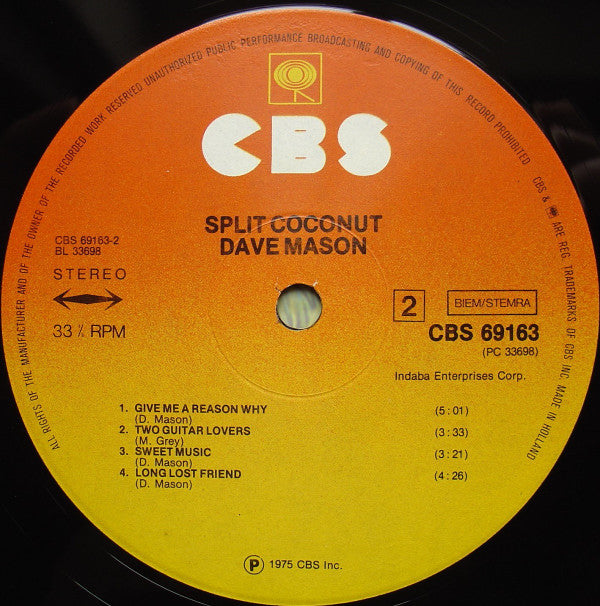 ALL RIGHTS OF THE MANUFACTURER AND OF THE OWNER OF THE RECORDED WORK RESERVED UNAUTHORIZED PUBLIC PERFORMANCE BROADCASTING AND COPYING OF THIS RECORD PROHIBITED
CBS & ARE REG. TRADEMARKS OF CBS INC. MADE IN HOLLAND
CBS
SPLIT COCONUT
DAVE MASON
CBS 69163-2
BL 33698
STEREO
33 ⅓ RPM
2
BIEM/STEMRA
CBS 69163
(PC 33698)
Indaba Enterprises Corp.
1. GIVE ME A REASON WHY (5:01)
(D. Mason)
2. TWO GUITAR LOVERS (3:33)
(M. Grey)
3. SWEET MUSIC (3:21)
(D. Mason)
4. LONG LOST FRIEND (4:26)
(D. Mason)
Ⓟ 1975 CBS Inc.